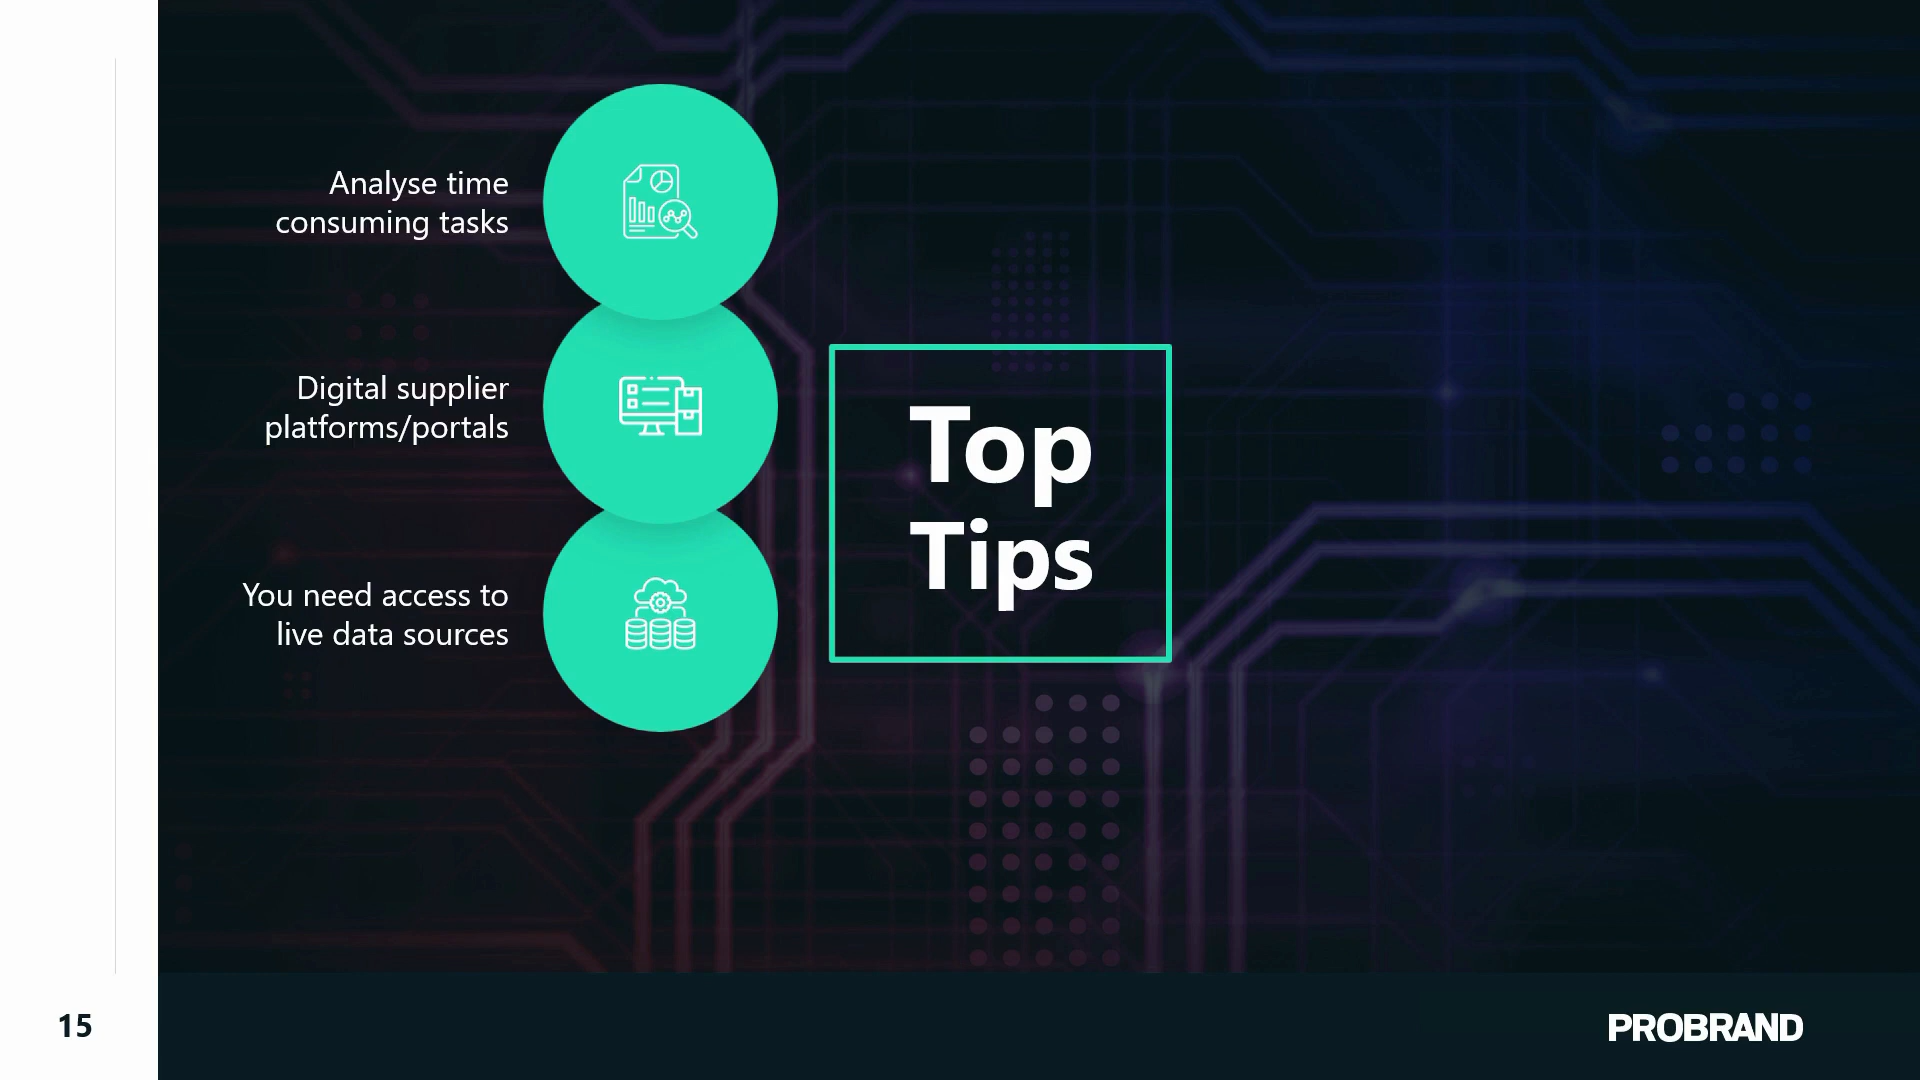 Analyse time
consuming tasks
Digital supplier
platforms/portals
You need access to
live data sources
Top
Tips
15
PROBRAND